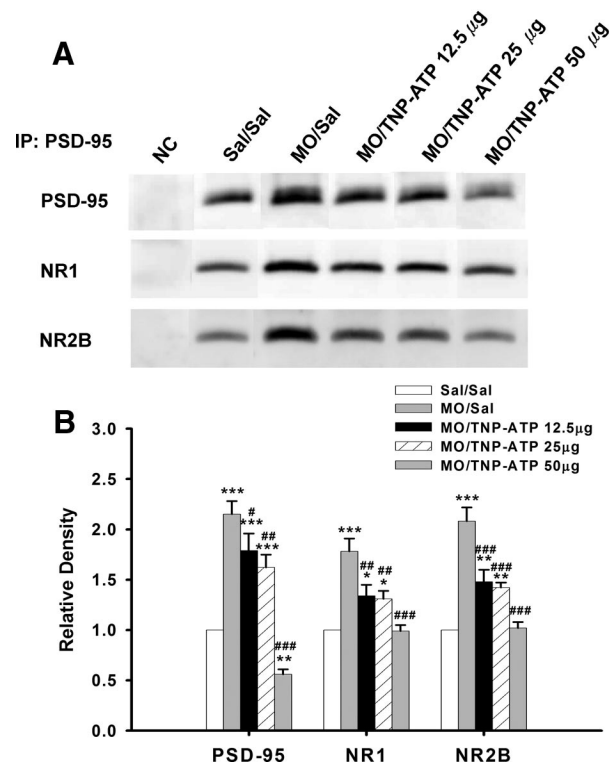 A
IP: PSD-95
NC
Sal/Sal
MO/Sal
MO/TNP-ATP 12.5 μg
MO/TNP-ATP 25 μg
MO/TNP-ATP 50 μg
PSD-95
NR1
NR2B
B
Sal/Sal
MO/Sal
MO/TNP-ATP 12.5μg
MO/TNP-ATP 25μg
MO/TNP-ATP 50μg
Relative Density
3.0
2.5
2.0
1.5
1.0
0.5
0.0
***
#
***
##
***
###
**
***
##
*
##
*
###
***
###
**
###
**
###
PSD-95
NR1
NR2B